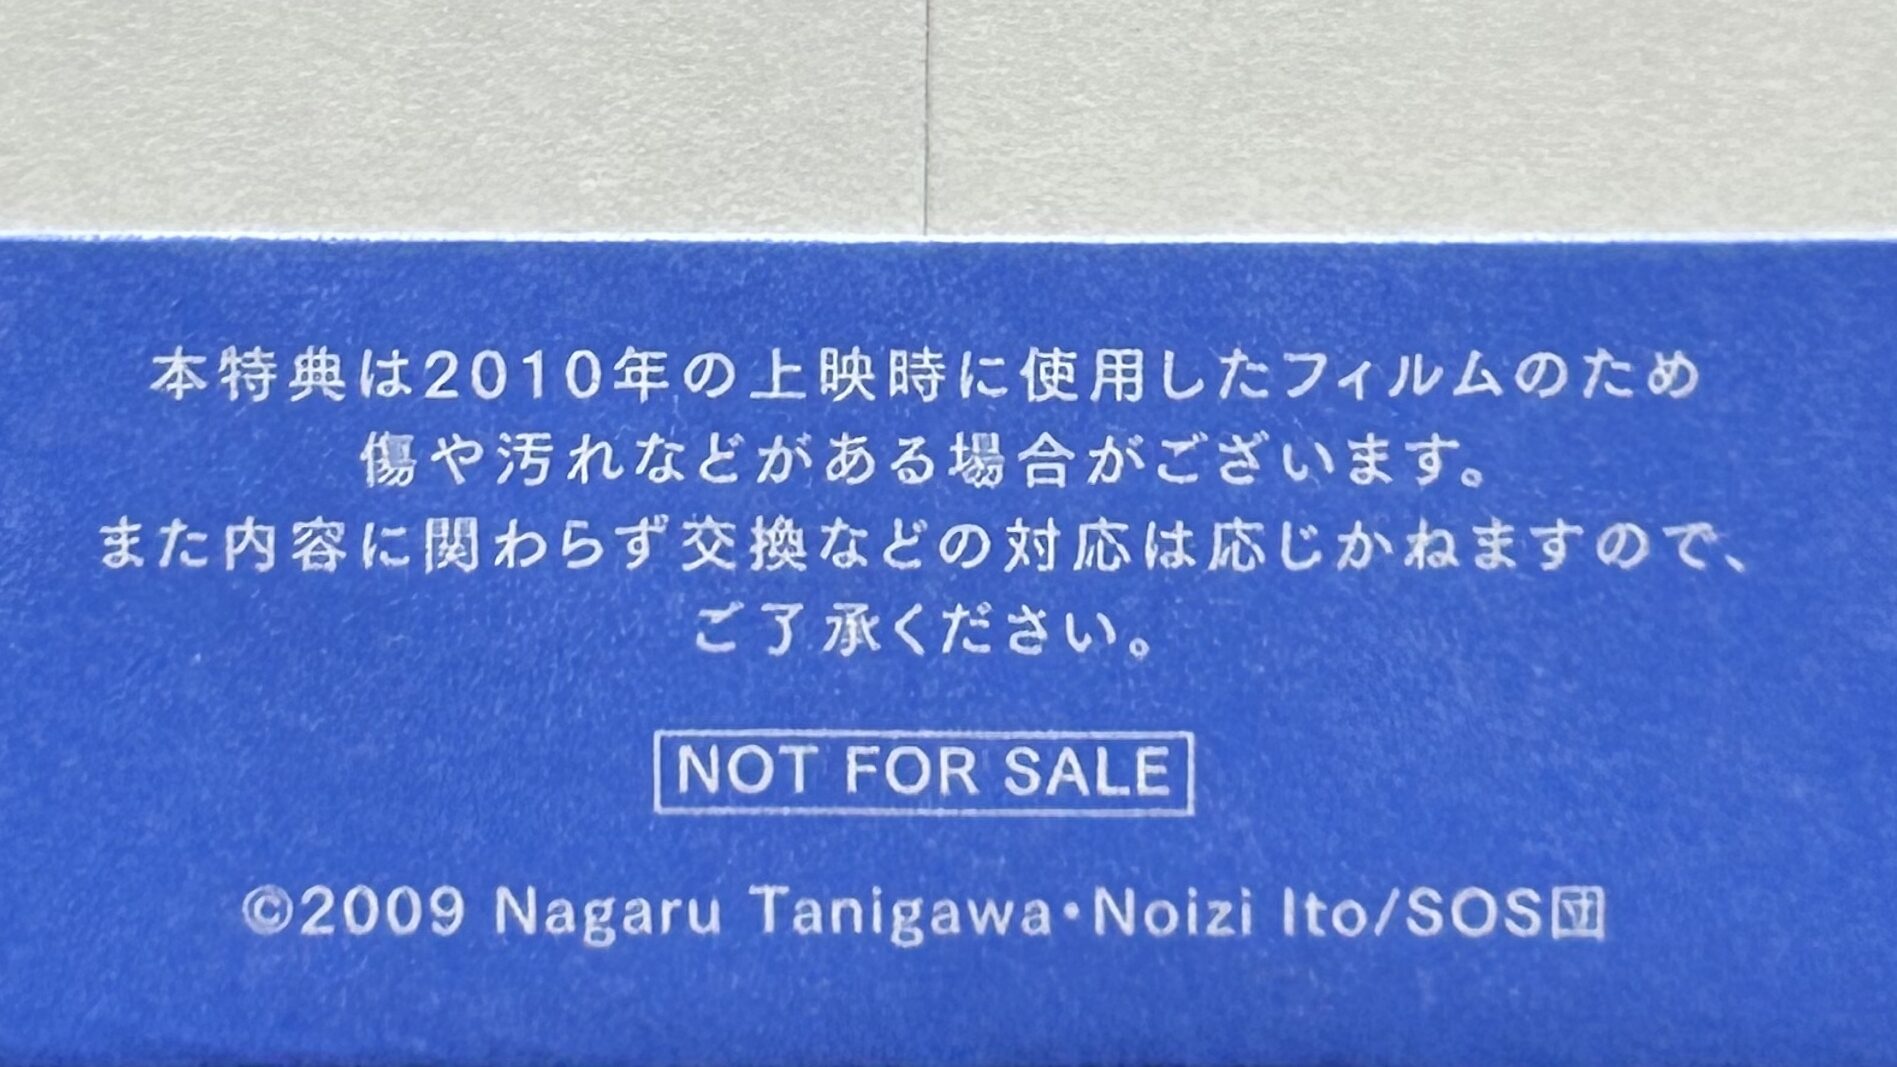 本特典は2010年の上映時に使用したフィルムのため
傷や汚れなどがある場合がございます。
また内容に関わらず交換などの対応は応じかねますので、
ご了承ください。
NOT FOR SALE
©2009 Nagaru Tanigawa・Noizi Ito/SOS団